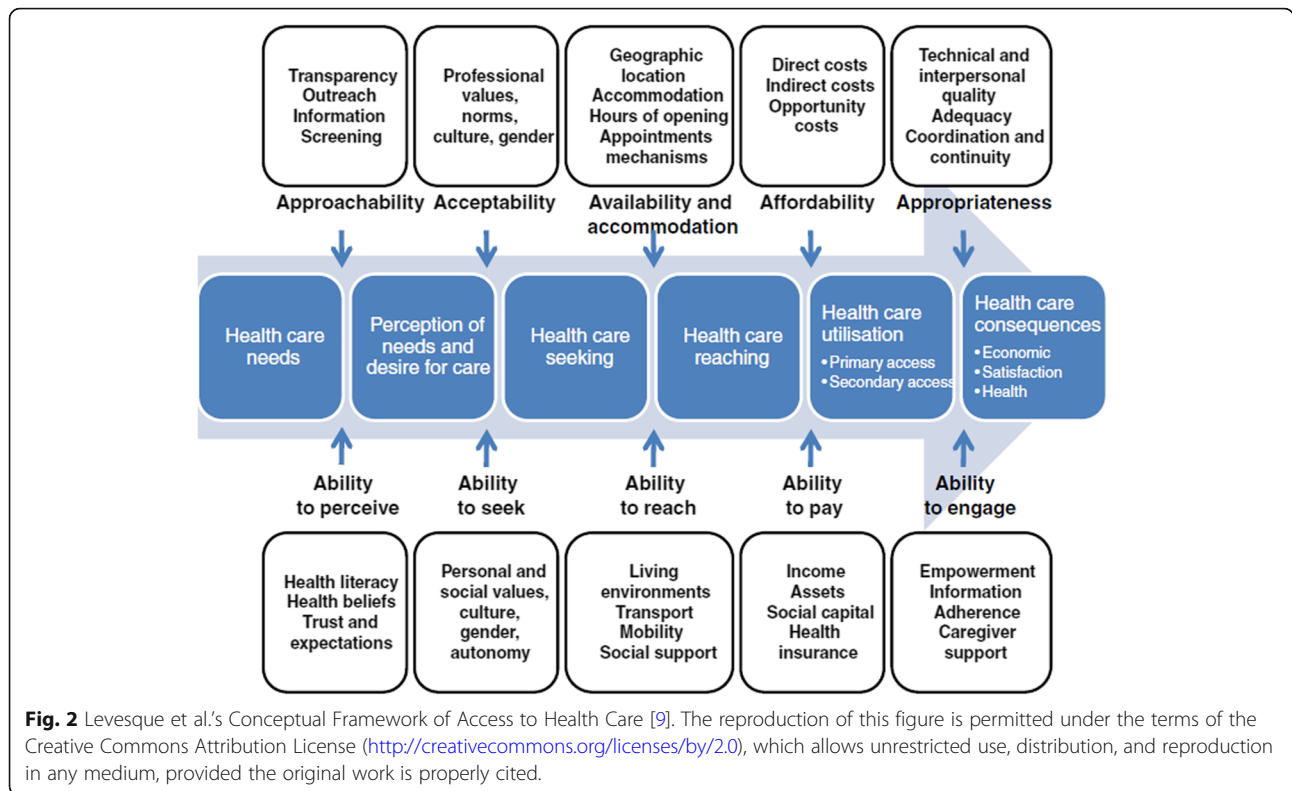 Transparency
Outreach
Information
Screening
Professional
values,
norms,
culture, gender
Geographic
location
Accommodation
Hours of opening
Appointments
mechanisms
Direct costs
Indirect costs
Opportunity
costs
Technical and
interpersonal
quality
Adequacy
Coordination and
continuity
Approachability
Acceptability
Availability and
accommodation
Affordability
Appropriateness
Health care
needs
Perception of
needs and
desire for care
Health care
seeking
Health care
reaching
Health care
utilisation
• Primary access
• Secondary access
Health care
consequences
• Economic
• Satisfaction
• Health
Ability
to perceive
Ability
to seek
Ability
to reach
Ability
to pay
Ability
to engage
Health literacy
Health beliefs
Trust and
expectations
Personal and
social values,
culture,
gender,
autonomy
Living
environments
Transport
Mobility
Social support
Income
Assets
Social capital
Health
insurance
Empowerment
Information
Adherence
Caregiver
support
Fig. 2 Levesque et al.’s Conceptual Framework of Access to Health Care [9]. The reproduction of this figure is permitted under the terms of the
Creative Commons Attribution License (http://creativecommons.org/licenses/by/2.0), which allows unrestricted use, distribution, and reproduction
in any medium, provided the original work is properly cited.